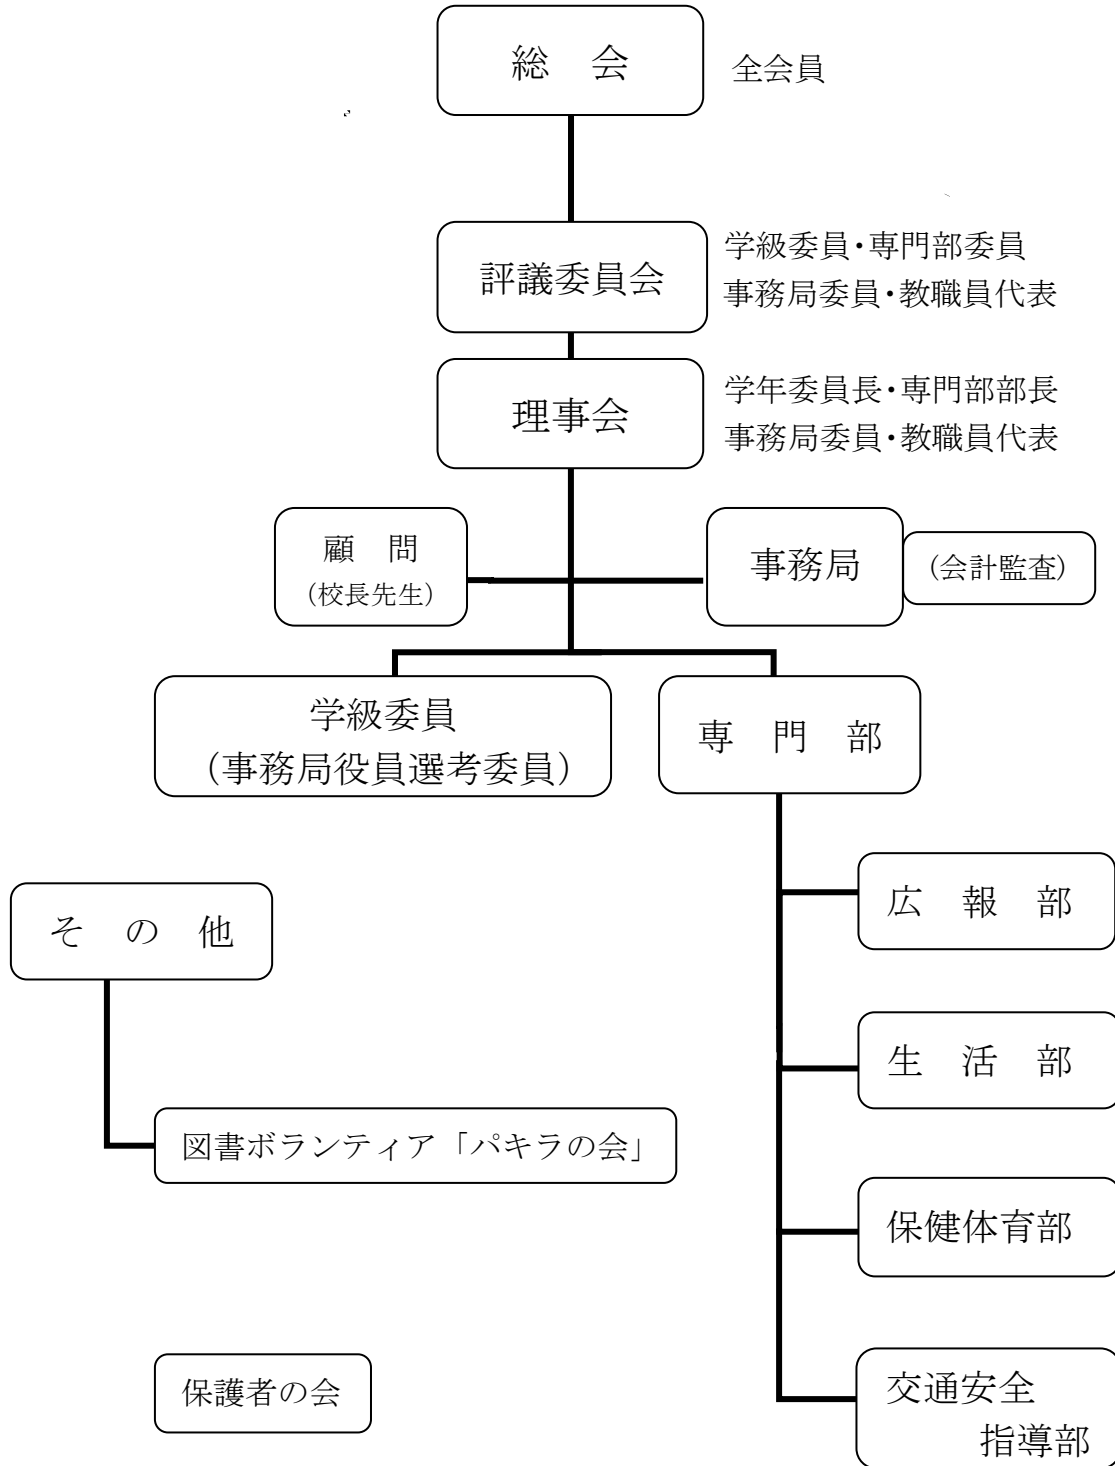 総　会
全会員
評議委員会
学級委員・専門部委員
事務局委員・教職員代表
理事会
学年委員長・専門部部長
事務局委員・教職員代表
顧　問
（校長先生）
事務局
（会計監査）
学級委員
（事務局役員選考委員）
専　門　部
広　報　部
そ　の　他
生　活　部
図書ボランティア「パキラの会」
保健体育部
保護者の会
交通安全
指導部